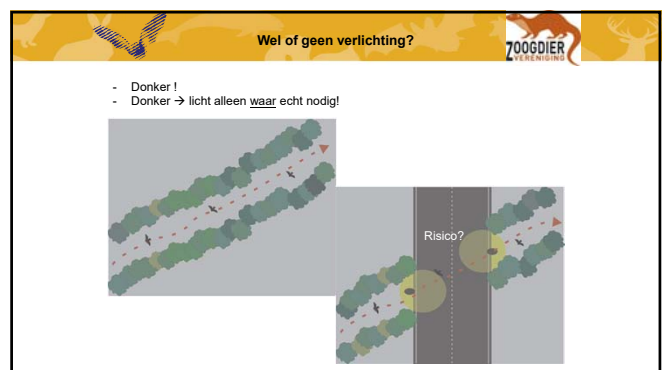 Wel of geen verlichting?
ZOOGDIER
VERENIGING
- Donker !
- Donker → licht alleen waar echt nodig!
Risico?